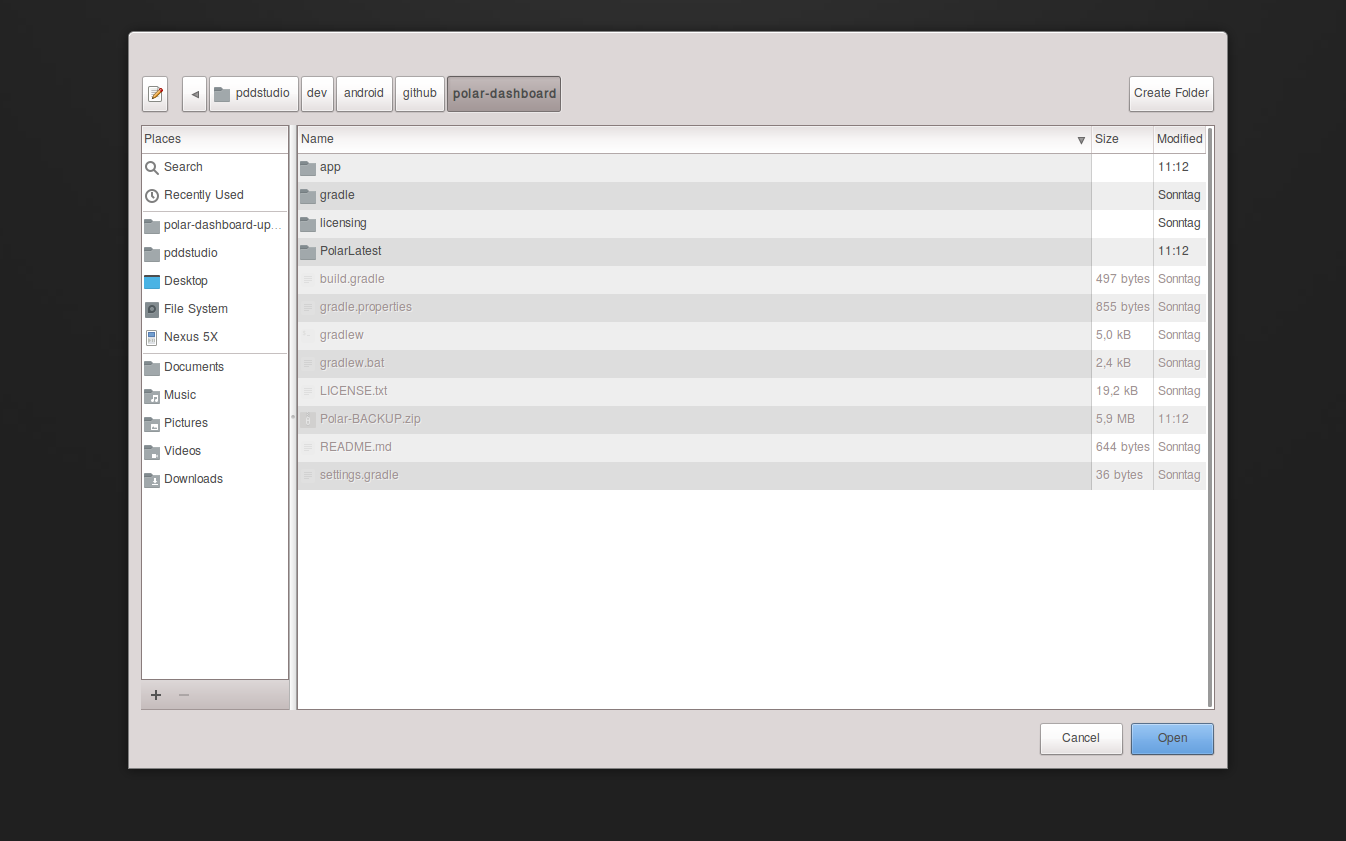 pddstudio dev android github polar-dashboard Create Folder
Places
Search
Recently Used
polar-dashboard-up...
pddstudio
Desktop
File System
Nexus 5X
Documents
Music
Pictures
Videos
Downloads
Name Size Modified
app 11:12
gradle Sonntag
licensing Sonntag
PolarLatest 11:12
build.gradle 497 bytes Sonntag
gradle.properties 855 bytes Sonntag
gradlew 5,0 kB Sonntag
gradlew.bat 2,4 kB Sonntag
LICENSE.txt 19,2 kB Sonntag
Polar-BACKUP.zip 5,9 MB 11:12
README.md 644 bytes Sonntag
settings.gradle 36 bytes Sonntag
Cancel Open